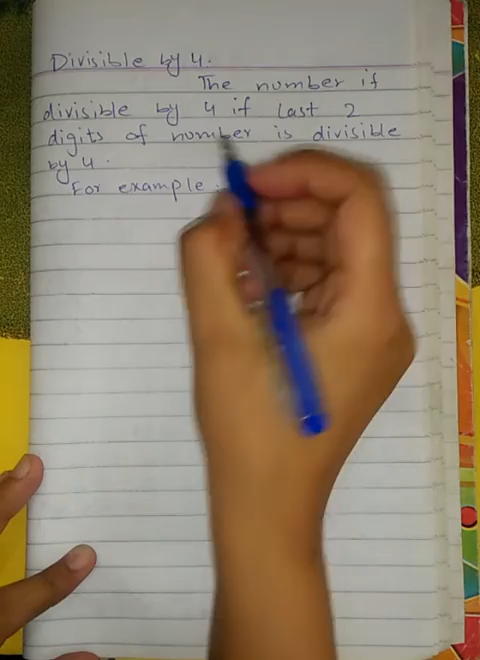 Divisible by 4.
The number if
divisible by 4 if last 2
digits of number is divisible
by 4.
For example :